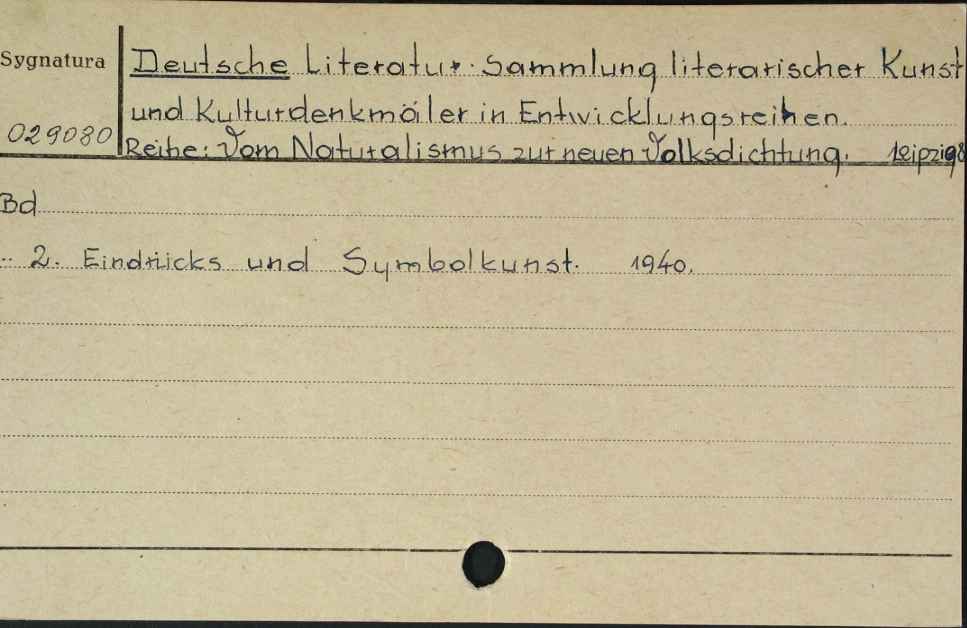 Sygnatura
Deutsche Literatur. Sammlung literarischer Kunst
und Kulturdenkmäler in Entwicklungsreihen.
029080
Reihe: Vom Naturalismus zur neuen Volksdichtung. Leipzig
Bd
2. Eindrücks und Symbolkunst. 1940.